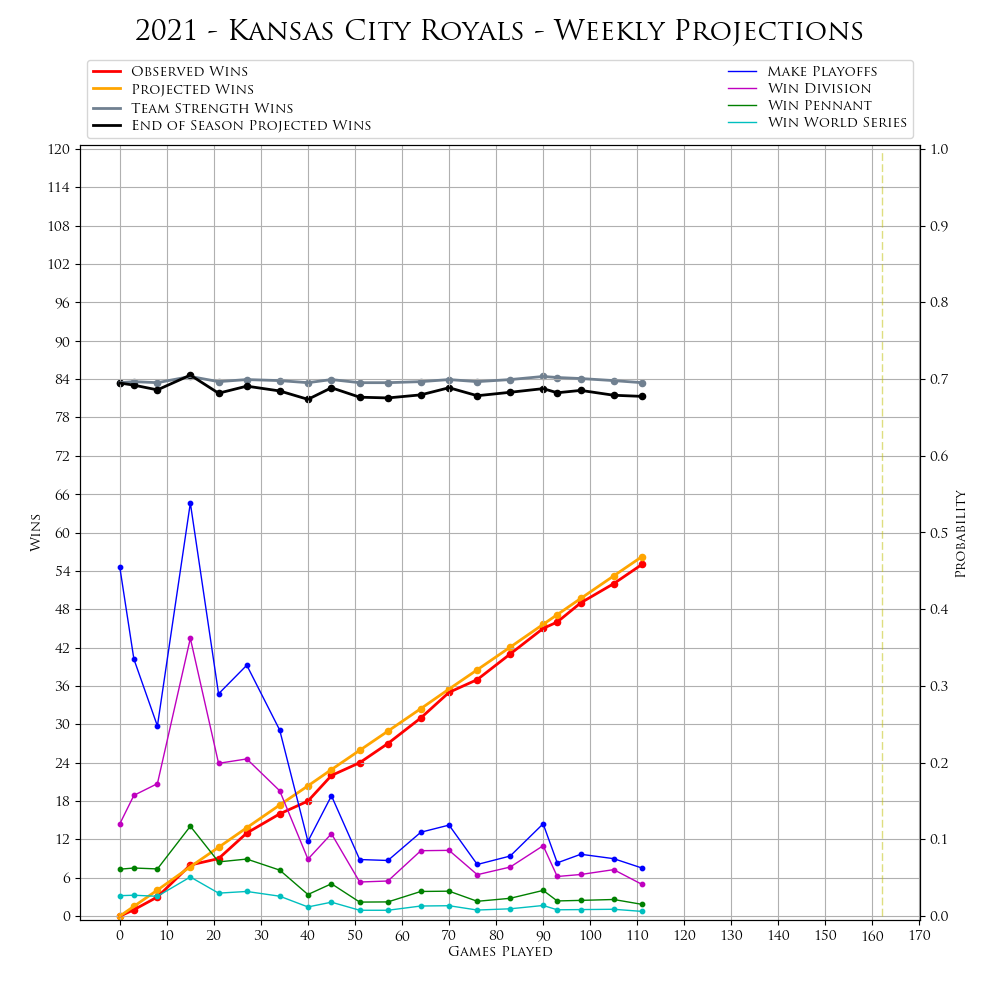 2021 - Kansas City Royals - Weekly Projections
Observed Wins
Projected Wins
Team Strength Wins
End of Season Projected Wins
Make Playoffs
Win Division
Win Pennant
Win World Series
120
114
108
102
96
90
84
78
72
66
60
54
48
42
36
30
24
18
12
6
0
Wins
1.0
0.9
0.8
0.7
0.6
0.5
0.4
0.3
0.2
0.1
0.0
Probability
0 10 20 30 40 50 60 70 80 90 100 110 120 130 140 150 160 170
Games Played